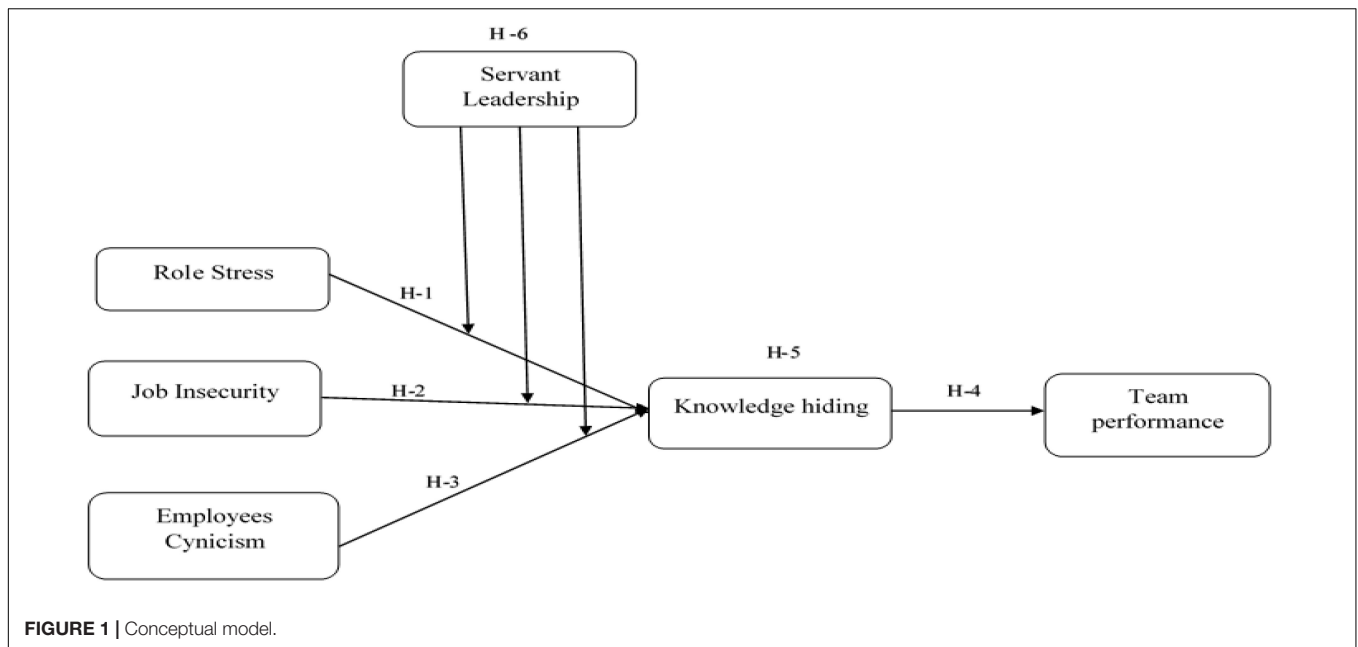 H-6
Servant
Leadership
Role Stress
H-1
Job Insecurity
H-2
Employees
Cynicism
H-3
H-5
Knowledge hiding
H-4
Team
performance
FIGURE 1 | Conceptual model.